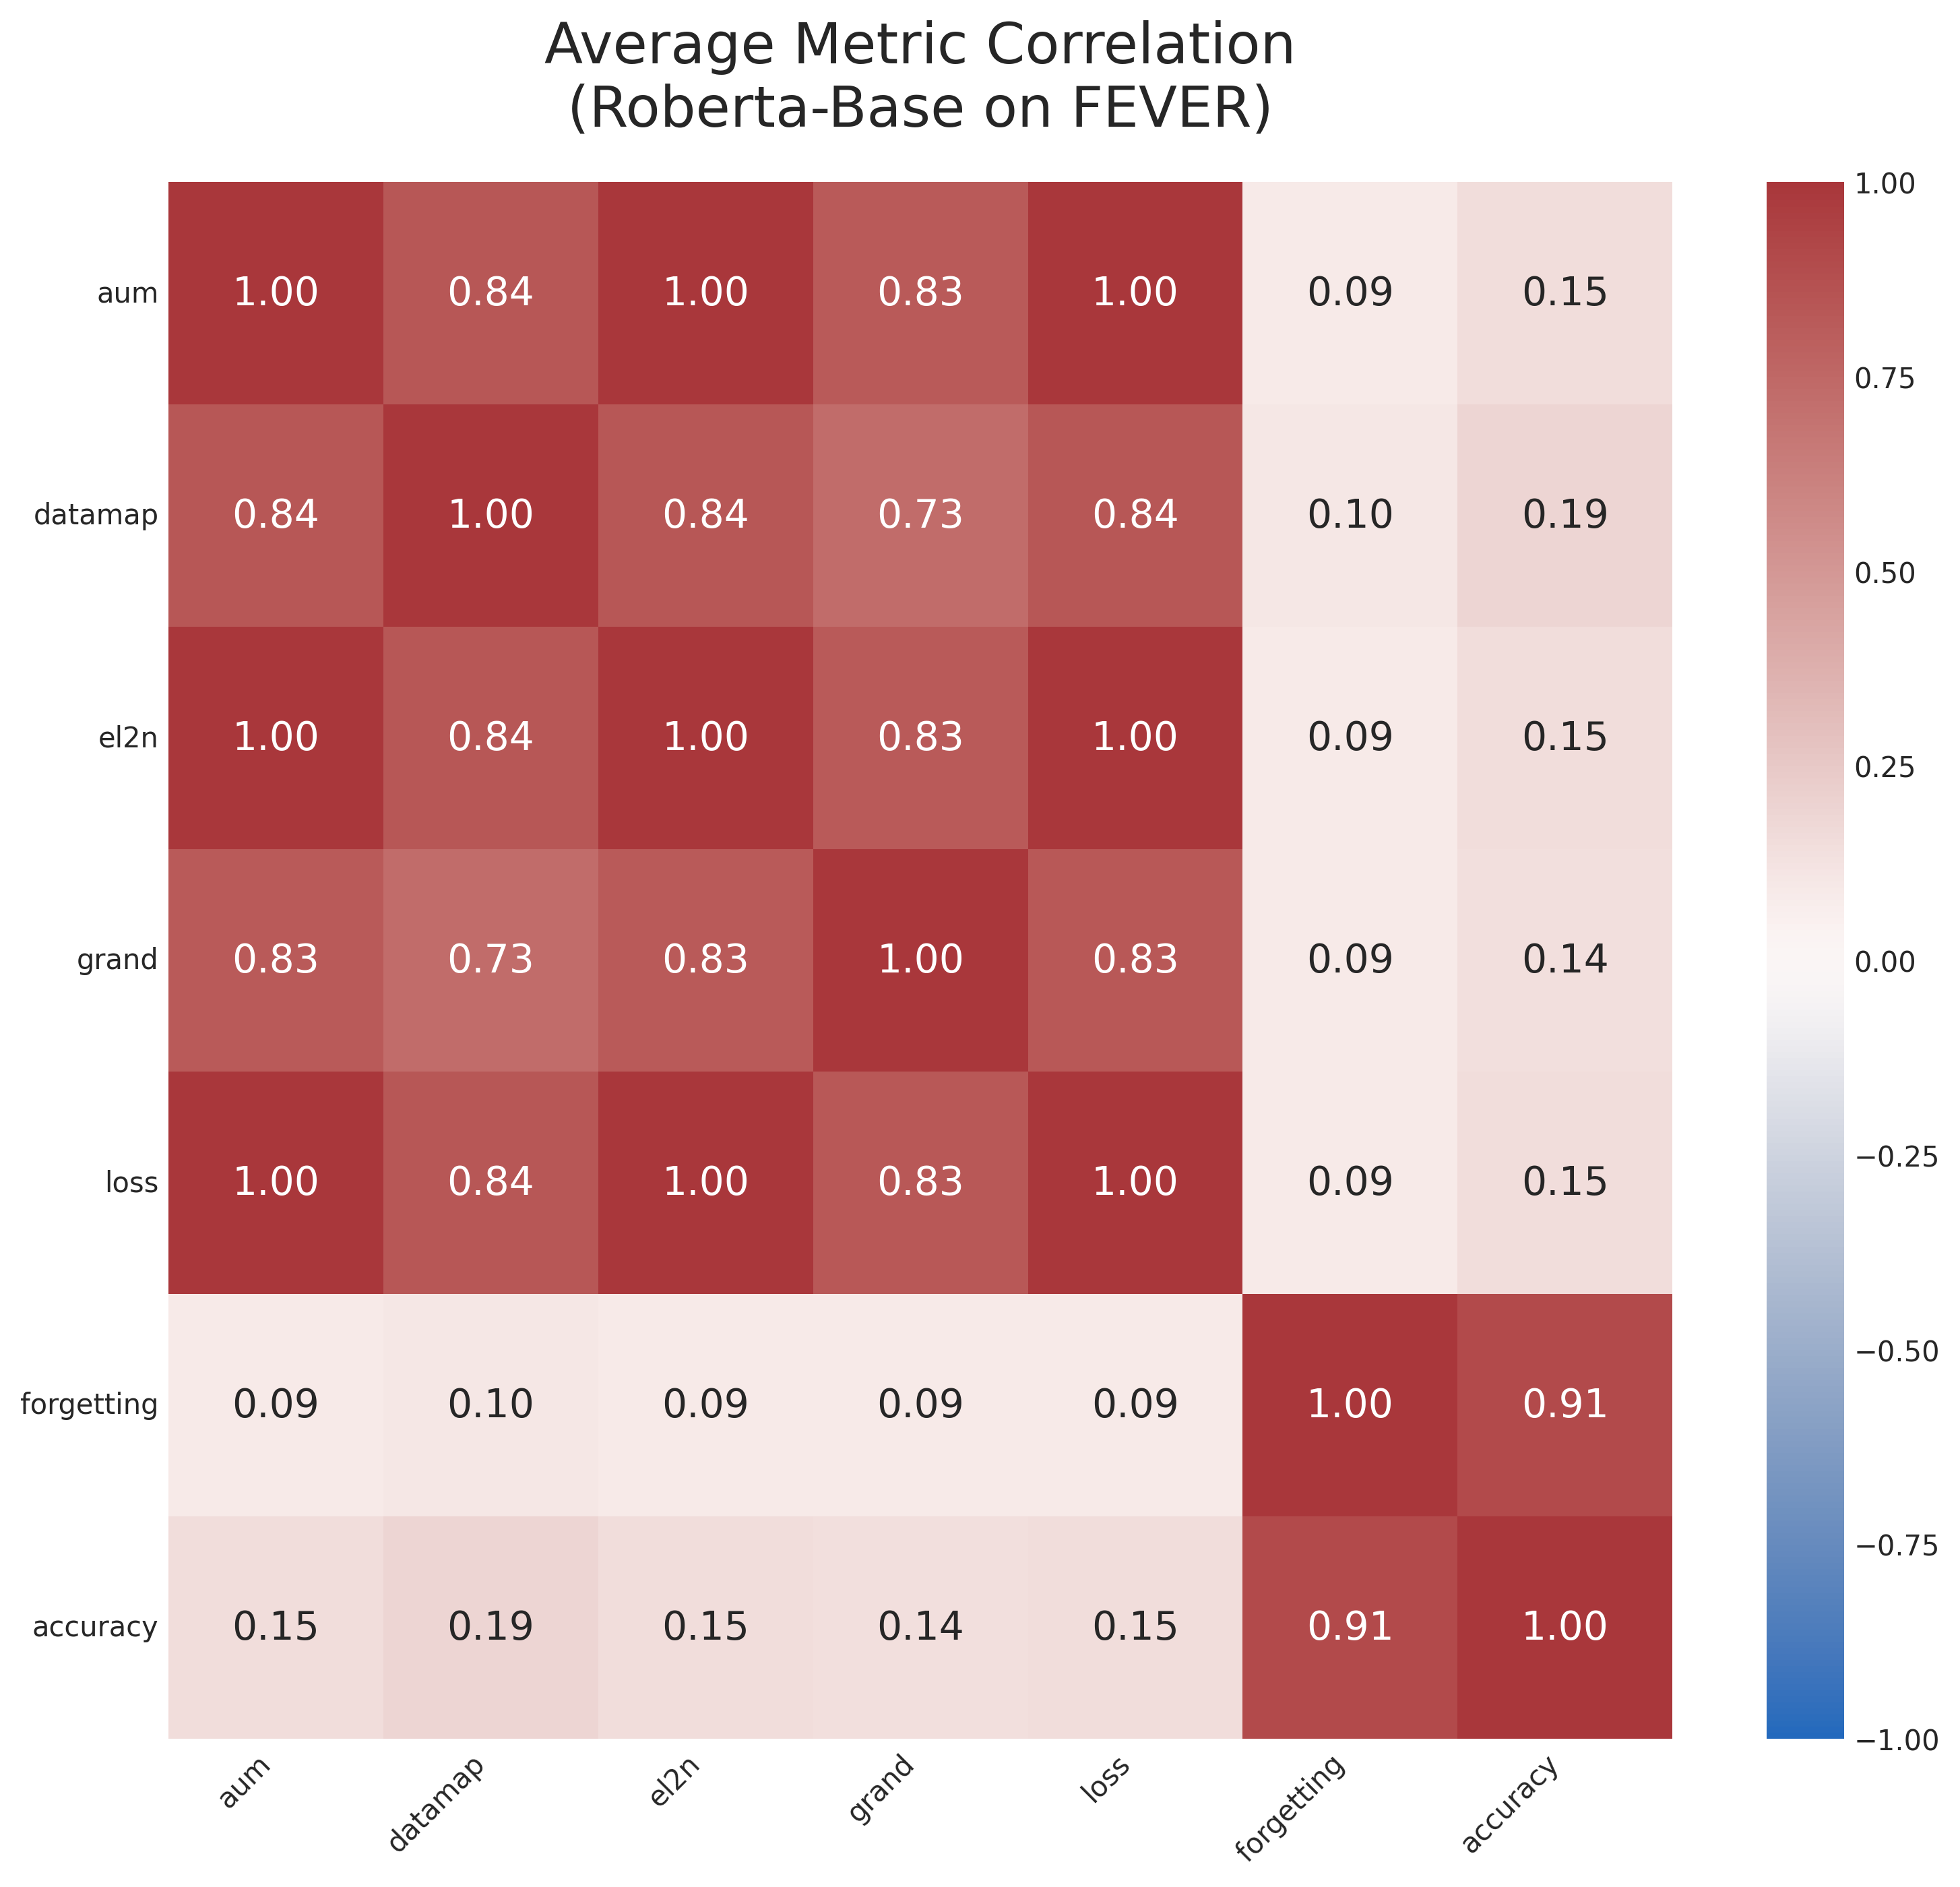 Average Metric Correlation
(Roberta-Base on FEVER)
aum 1.00 0.84 1.00 0.83 1.00 0.09 0.15
datamap 0.84 1.00 0.84 0.73 0.84 0.10 0.19
el2n 1.00 0.84 1.00 0.83 1.00 0.09 0.15
grand 0.83 0.73 0.83 1.00 0.83 0.09 0.14
loss 1.00 0.84 1.00 0.83 1.00 0.09 0.15
forgetting 0.09 0.10 0.09 0.09 0.09 1.00 0.91
accuracy 0.15 0.19 0.15 0.14 0.15 0.91 1.00
aum datamap el2n grand loss forgetting accuracy
1.00
0.75
0.50
0.25
0.00
−0.25
−0.50
−0.75
−1.00